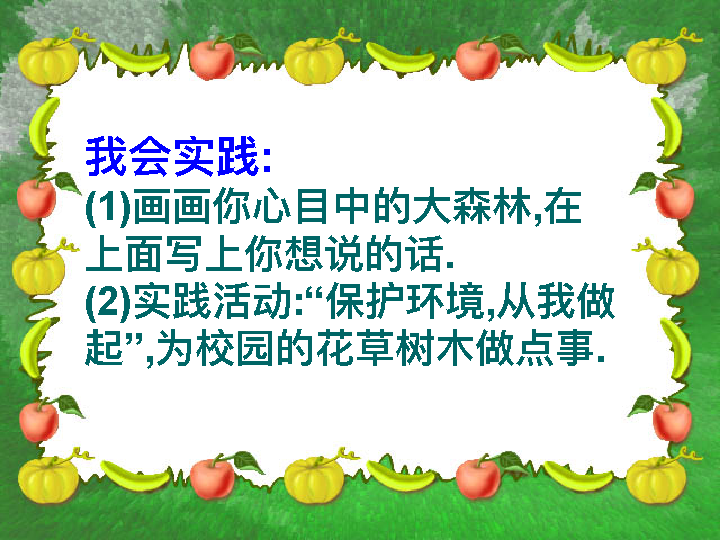 我会实践:
(1)画画你心目中的大森林,在
上面写上你想说的话.
(2)实践活动:“保护环境,从我做
起”,为校园的花草树木做点事.